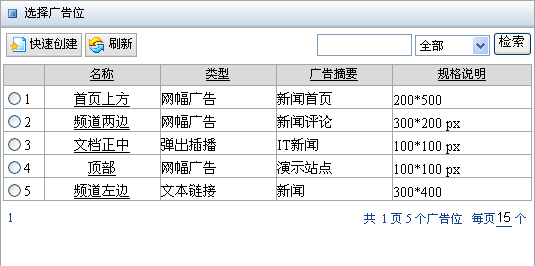 选择广告位
快速创建 刷新 全部 检索
名称 类型 广告摘要 规格说明
1 首页上方 网幅广告 新闻首页 200*500
2 频道两边 网幅广告 新闻评论 300*200 px
3 文档正中 弹出插播 IT新闻 100*100 px
4 顶部 网幅广告 演示站点 100*100 px
5 频道左边 文本链接 新闻 300*400
1 共 1 页 5 个广告位 每页 15 个